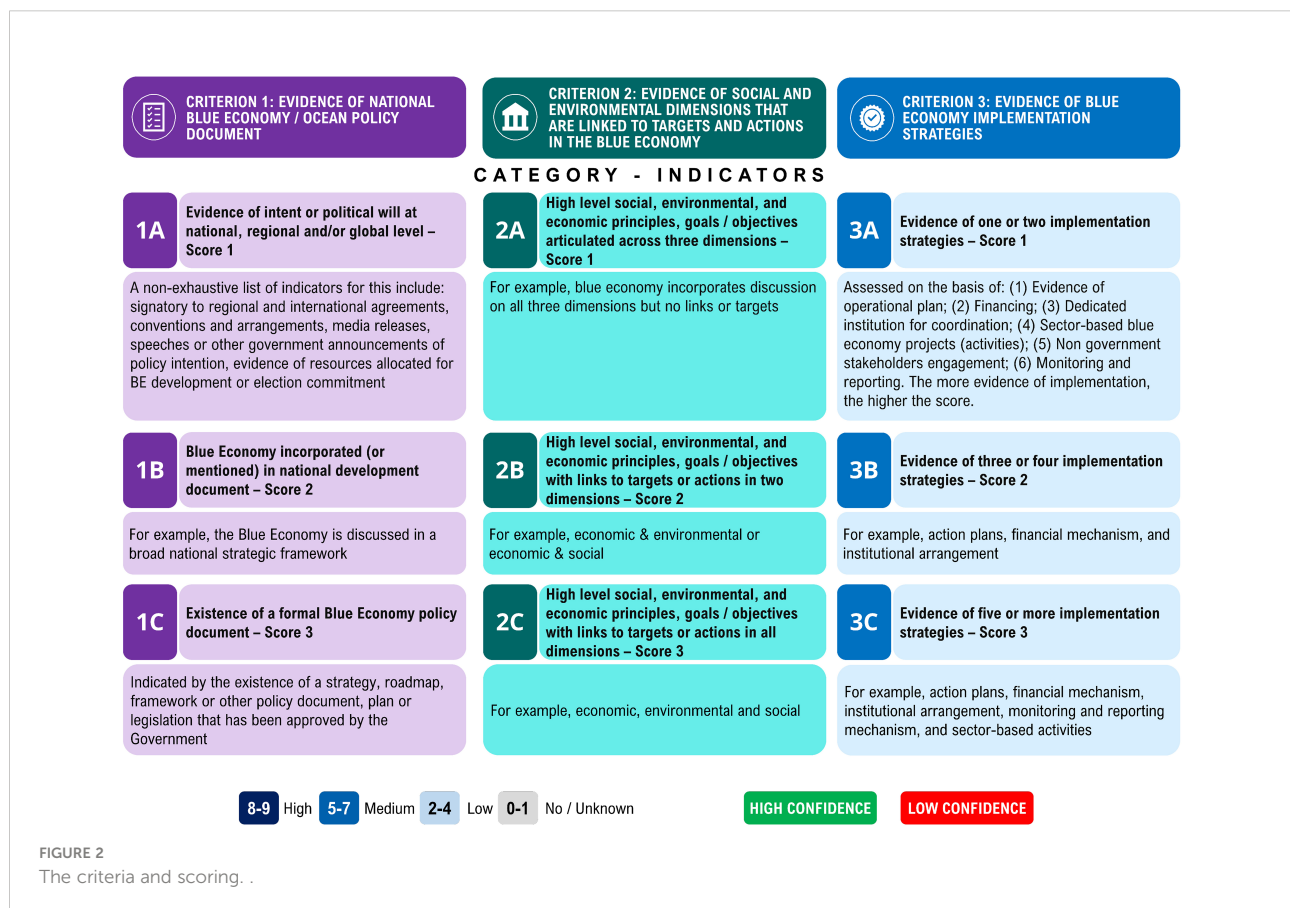 CRITERION 1: EVIDENCE OF NATIONAL
BLUE ECONOMY / OCEAN POLICY
DOCUMENT
CRITERION 2: EVIDENCE OF SOCIAL AND
ENVIRONMENTAL DIMENSIONS THAT
ARE LINKED TO TARGETS AND ACTIONS
IN THE BLUE ECONOMY
CRITERION 3: EVIDENCE OF BLUE
ECONOMY IMPLEMENTATION
STRATEGIES
CATEGORY - INDICATORS
1A
Evidence of intent or political will at
national, regional and/or global level –
Score 1
2A
High level social, environmental, and
economic principles, goals / objectives
articulated across three dimensions –
Score 1
3A
Evidence of one or two implementation
strategies – Score 1
A non-exhaustive list of indicators for this include:
signatory to regional and international agreements,
conventions and arrangements, media releases,
speeches or other government announcements of
policy intention, evidence of resources allocated for
BE development or election commitment
For example, blue economy incorporates discussion
on all three dimensions but no links or targets
Assessed on the basis of: (1) Evidence of
operational plan; (2) Financing; (3) Dedicated
institution for coordination; (4) Sector-based blue
economy projects (activities); (5) Non government
stakeholders engagement; (6) Monitoring and
reporting. The more evidence of implementation,
the higher the score.
1B
Blue Economy incorporated (or
mentioned) in national development
document – Score 2
2B
High level social, environmental, and
economic principles, goals / objectives
with links to targets or actions in two
dimensions – Score 2
3B
Evidence of three or four implementation
strategies – Score 2
For example, the Blue Economy is discussed in a
broad national strategic framework
For example, economic & environmental or
economic & social
For example, action plans, financial mechanism, and
institutional arrangement
1C
Existence of a formal Blue Economy policy
document – Score 3
2C
High level social, environmental, and
economic principles, goals / objectives
with links to targets or actions in all
dimensions – Score 3
3C
Evidence of five or more implementation
strategies – Score 3
Indicated by the existence of a strategy, roadmap,
framework or other policy document, plan or
legislation that has been approved by the
Government
For example, economic, environmental and social
For example, action plans, financial mechanism,
institutional arrangement, monitoring and reporting
mechanism, and sector-based activities
8-9 High 5-7 Medium 2-4 Low 0-1 No / Unknown
HIGH CONFIDENCE LOW CONFIDENCE
FIGURE 2
The criteria and scoring. .